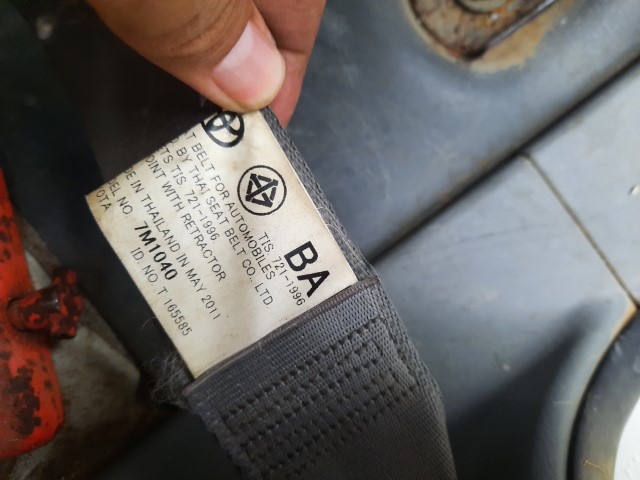 BA
TIS. 721-1996
T BELT FOR AUTOMOBILES
D BY THAI SEAT BELT CO., LTD
TS TIS. 721-1996
OINT WITH RETRACTOR
DE IN THAILAND IN MAY 2011
EL NO. 7M1040
ID NO. T 165585
OTA